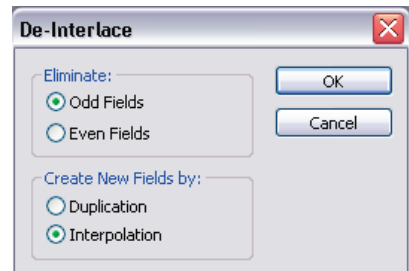 De-Interlace
Eliminate:
Odd Fields
Even Fields
OK
Cancel
Create New Fields by:
Duplication
Interpolation